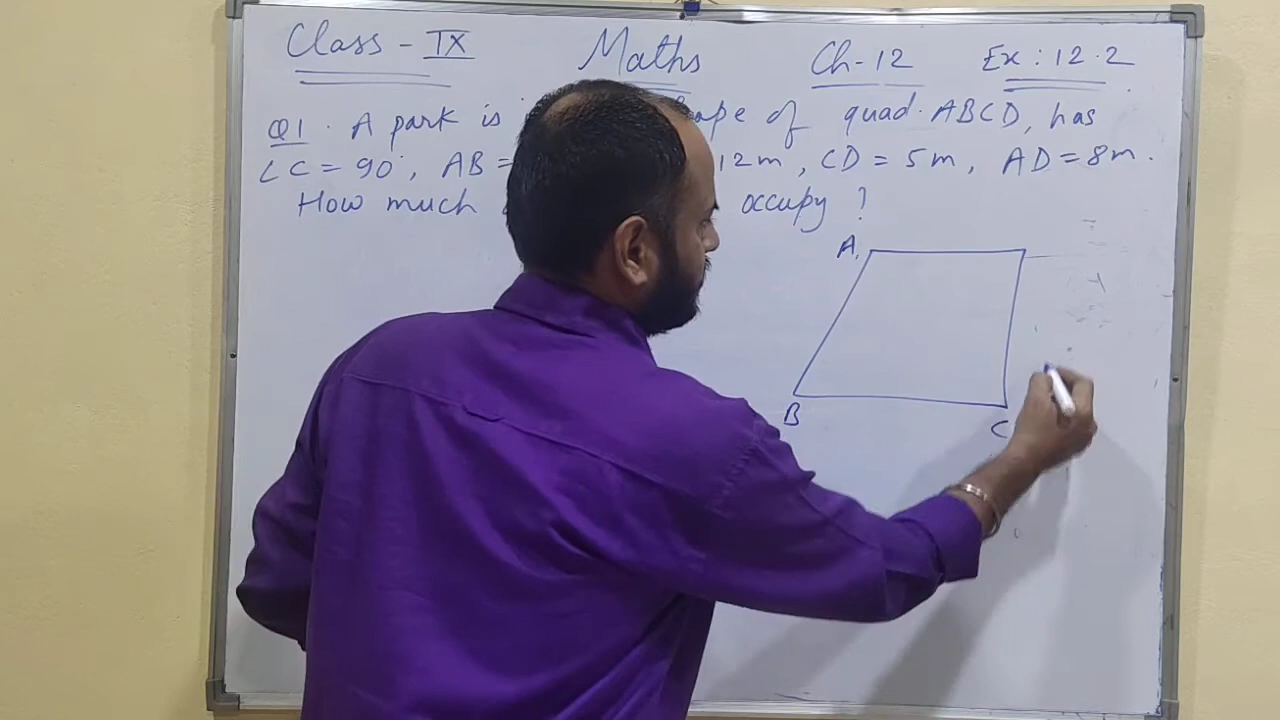 Class - IX Maths Ch-12 Ex: 12.2
Q1. A park is of quad. ABCD, has
∠C = 90°, AB = 12m, CD = 5m, AD = 8m.
How much occupy ?
A
B
C